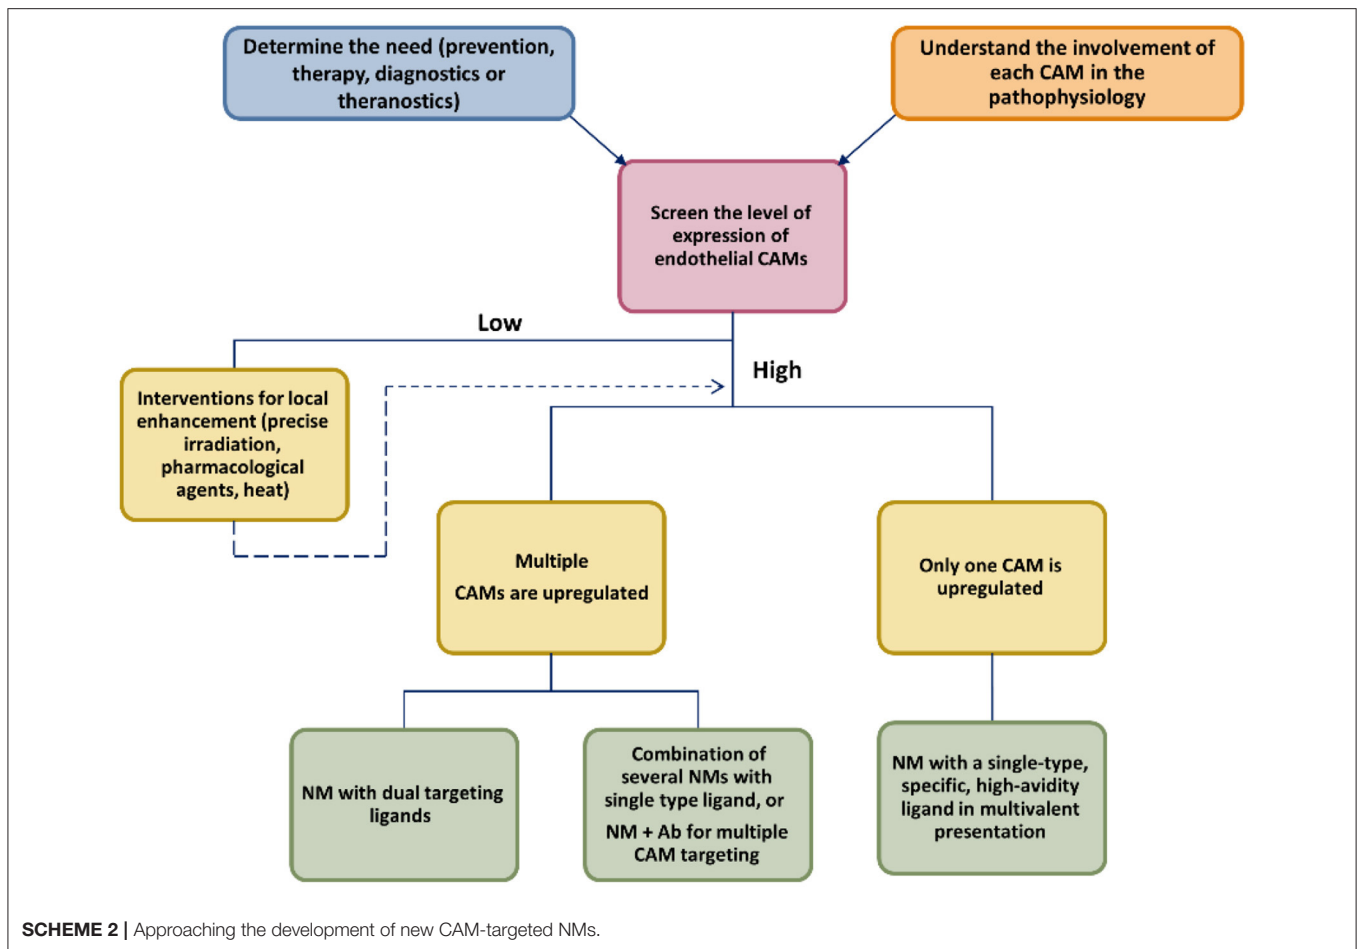 Determine the need (prevention,
therapy, diagnostics or
theranostics)
Understand the involvement of
each CAM in the
pathophysiology
Screen the level of
expression of
endothelial CAMs
Low
High
Interventions for local
enhancement (precise
irradiation,
pharmacological
agents, heat)
Multiple
CAMs are upregulated
Only one CAM is
upregulated
NM with dual targeting
ligands
Combination of
several NMs with
single type ligand, or
NM + Ab for multiple
CAM targeting
NM with a single-type,
specific, high-avidity
ligand in multivalent
presentation
SCHEME 2 | Approaching the development of new CAM-targeted NMs.